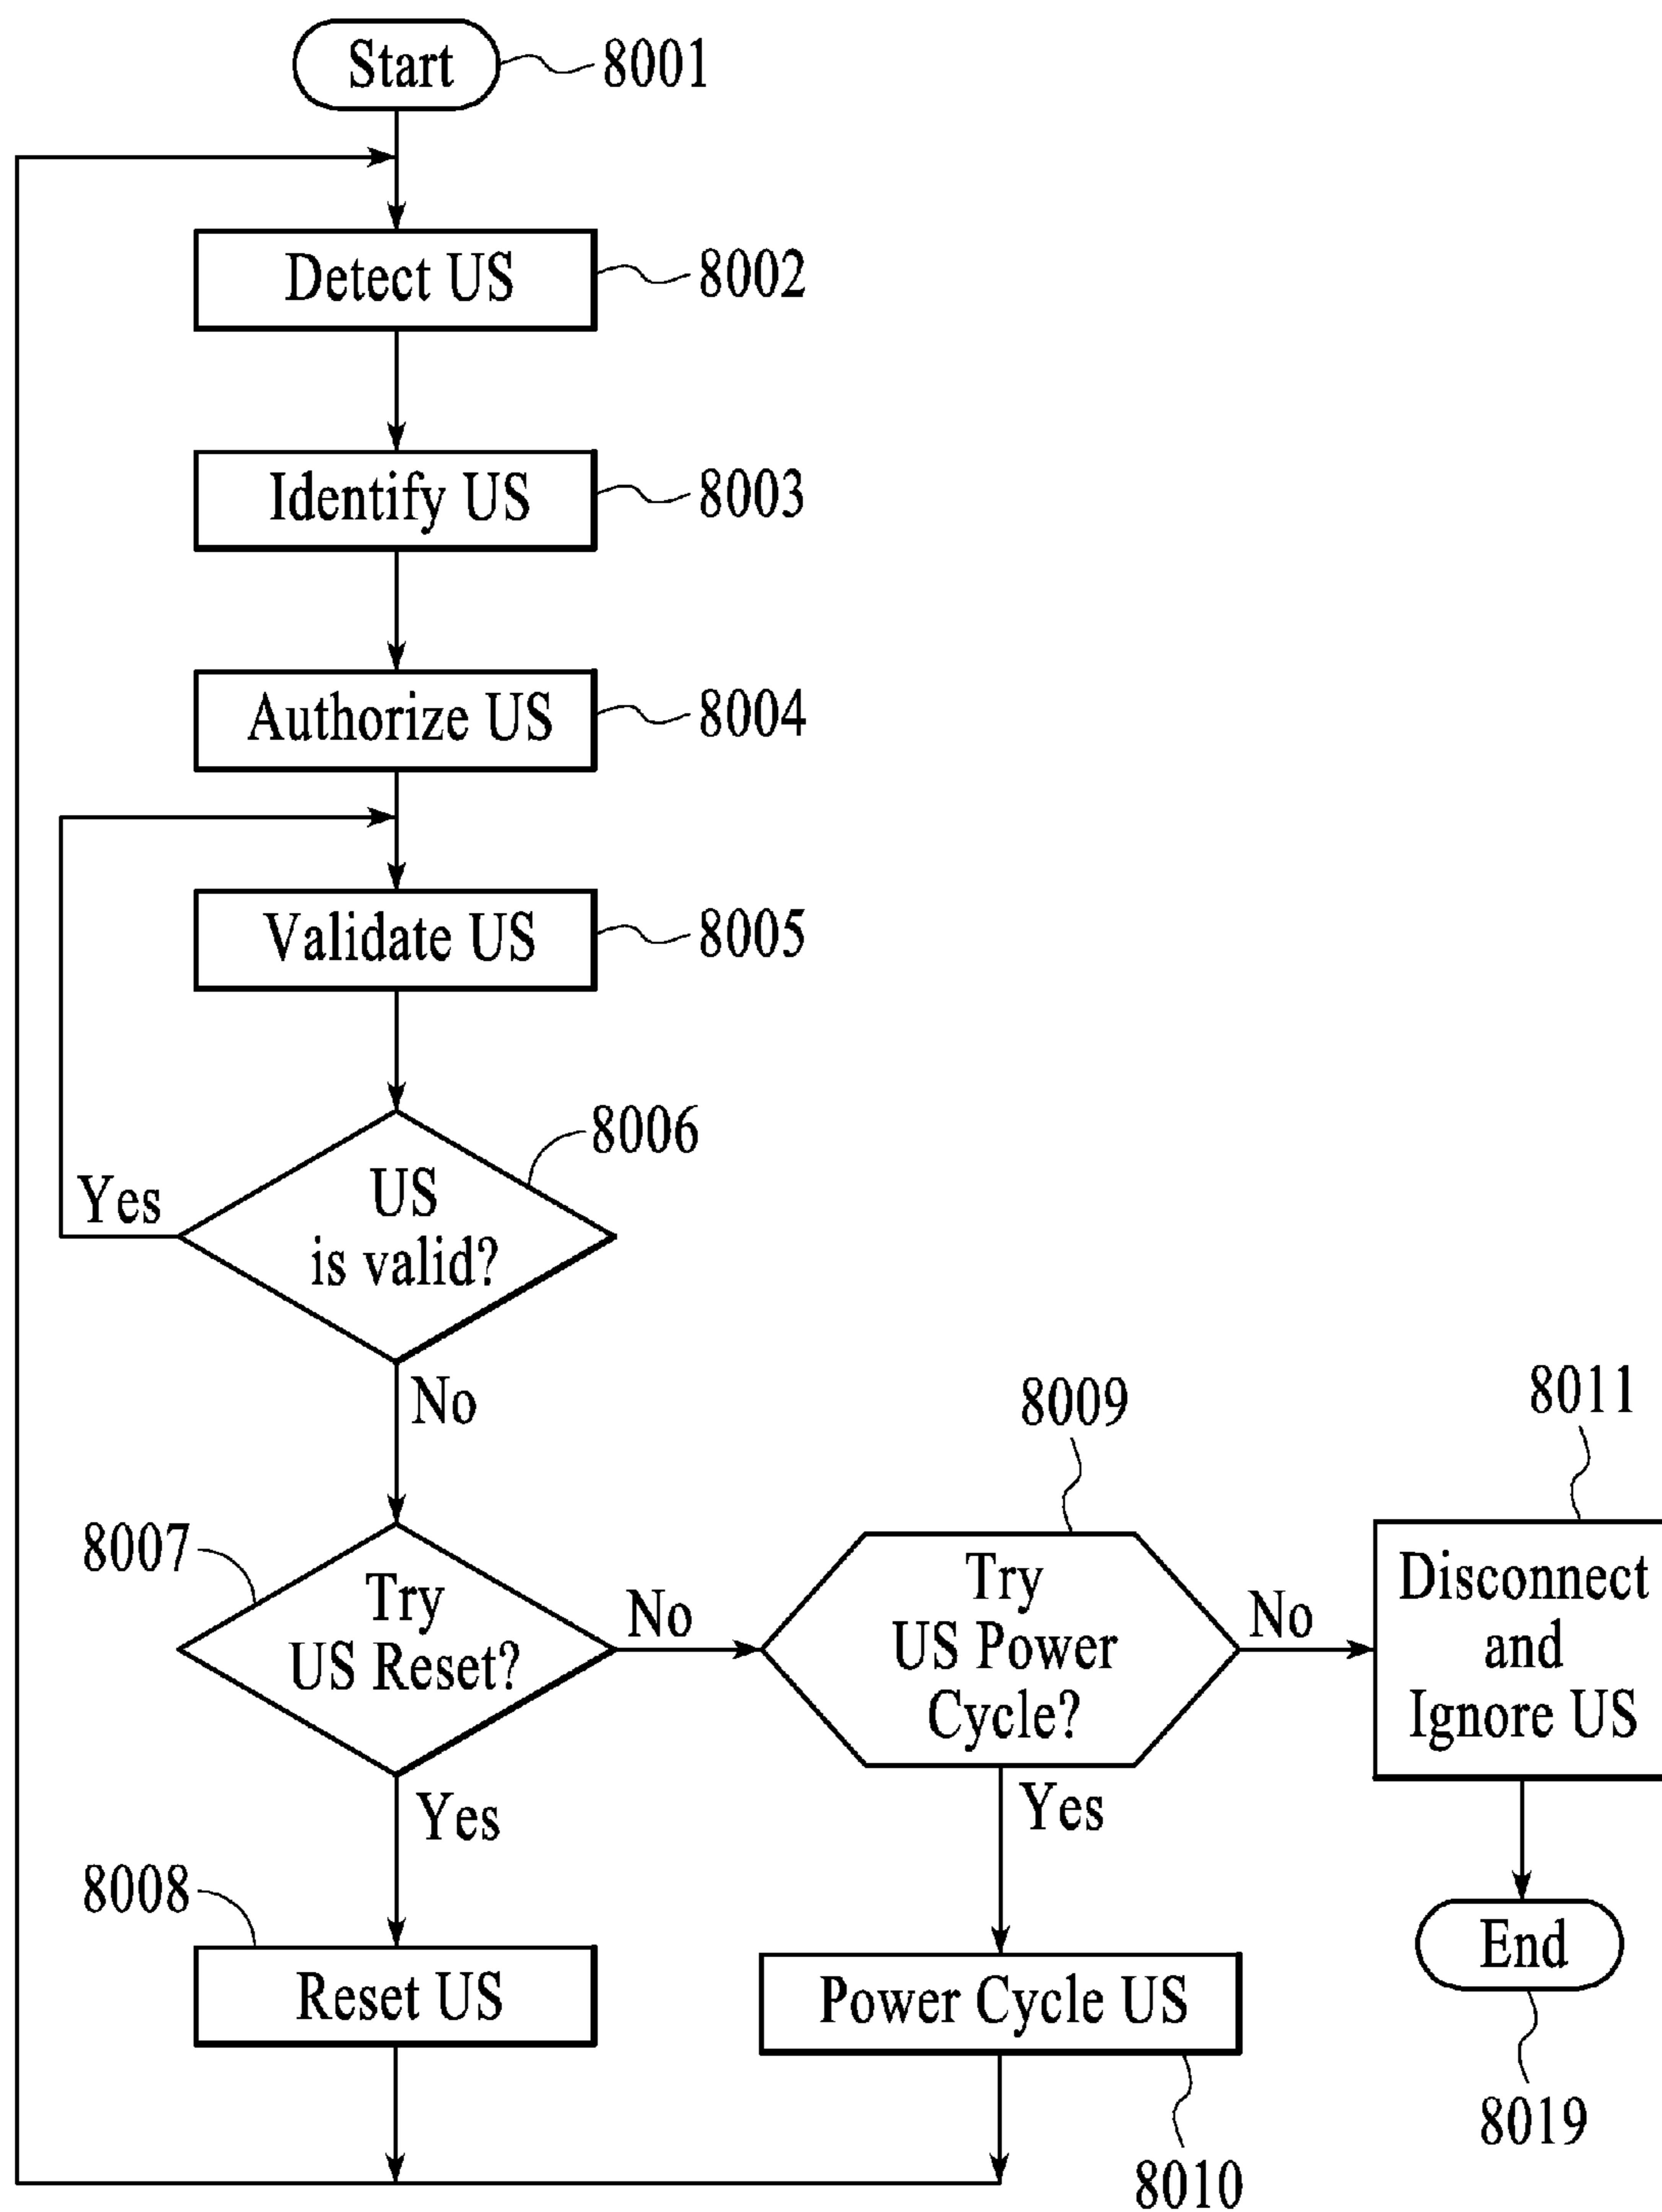 Start
8001
Detect US
8002
Identify US
8003
Authorize US
8004
Validate US
8005
8006
US
is valid?
Yes
No
8007
Try
US Reset?
No
Yes
8009
Try
US Power
Cycle?
No
Yes
8011
Disconnect
and
Ignore US
8008
Reset US
Power Cycle US
8010
End
8019